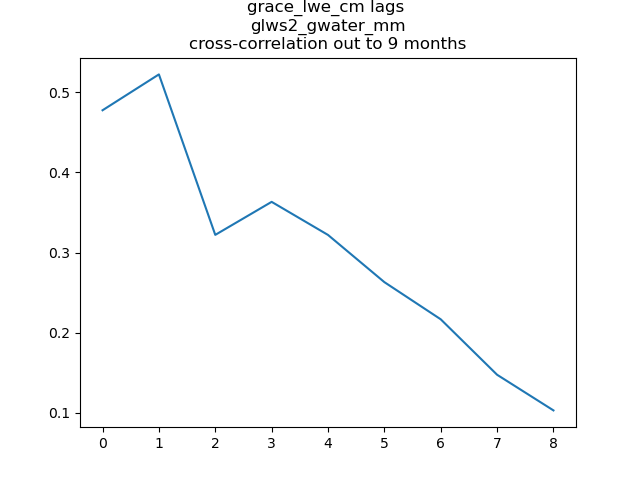 grace_lwe_cm lags
glws2_gwater_mm
cross-correlation out to 9 months
0.5
0.4
0.3
0.2
0.1
0 1 2 3 4 5 6 7 8